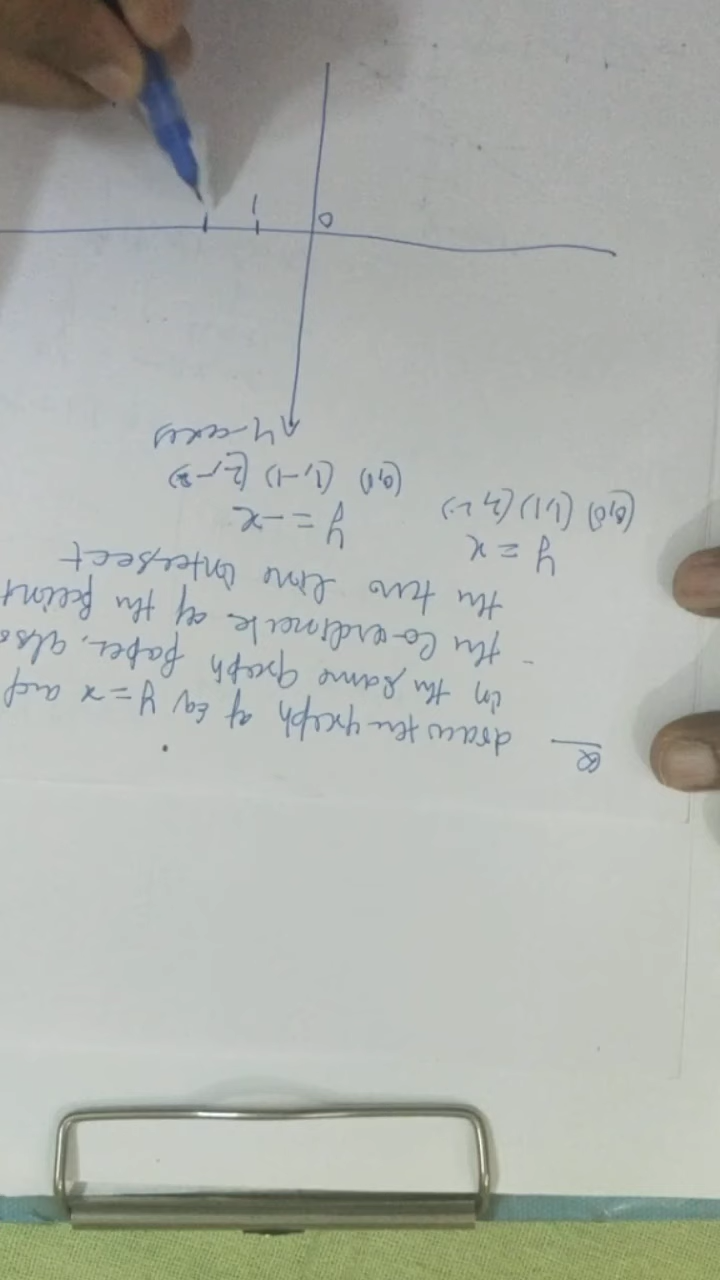 Q draw the graph of Eq y = x and
in the same graph paper, also
the Co-ordinate of the point
the two line intersect
y = x y = -x
(0,0) (1,1) (2,2) (0,0) (1,-1) (2,-2)
y-axis
0 1